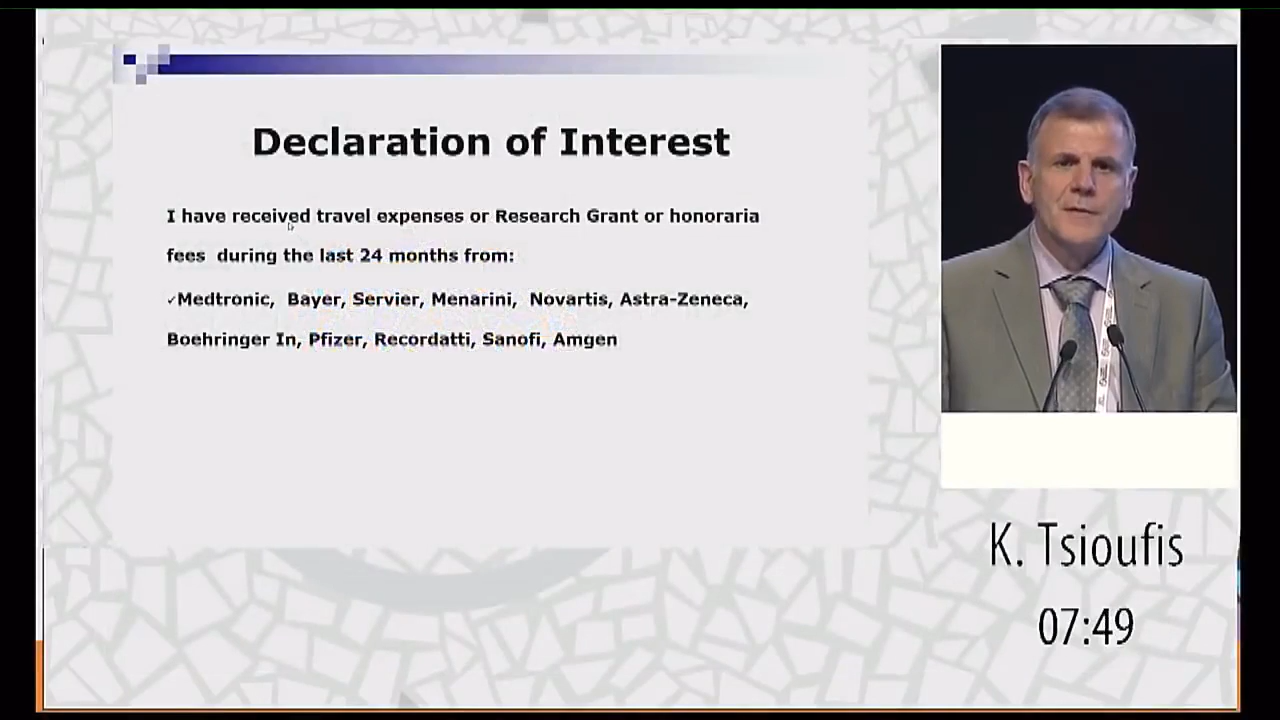 Declaration of Interest
I have received travel expenses or Research Grant or honoraria
fees during the last 24 months from:
✓Medtronic, Bayer, Servier, Menarini, Novartis, Astra-Zeneca,
Boehringer In, Pfizer, Recordatti, Sanofi, Amgen
K. Tsioufis
07:49